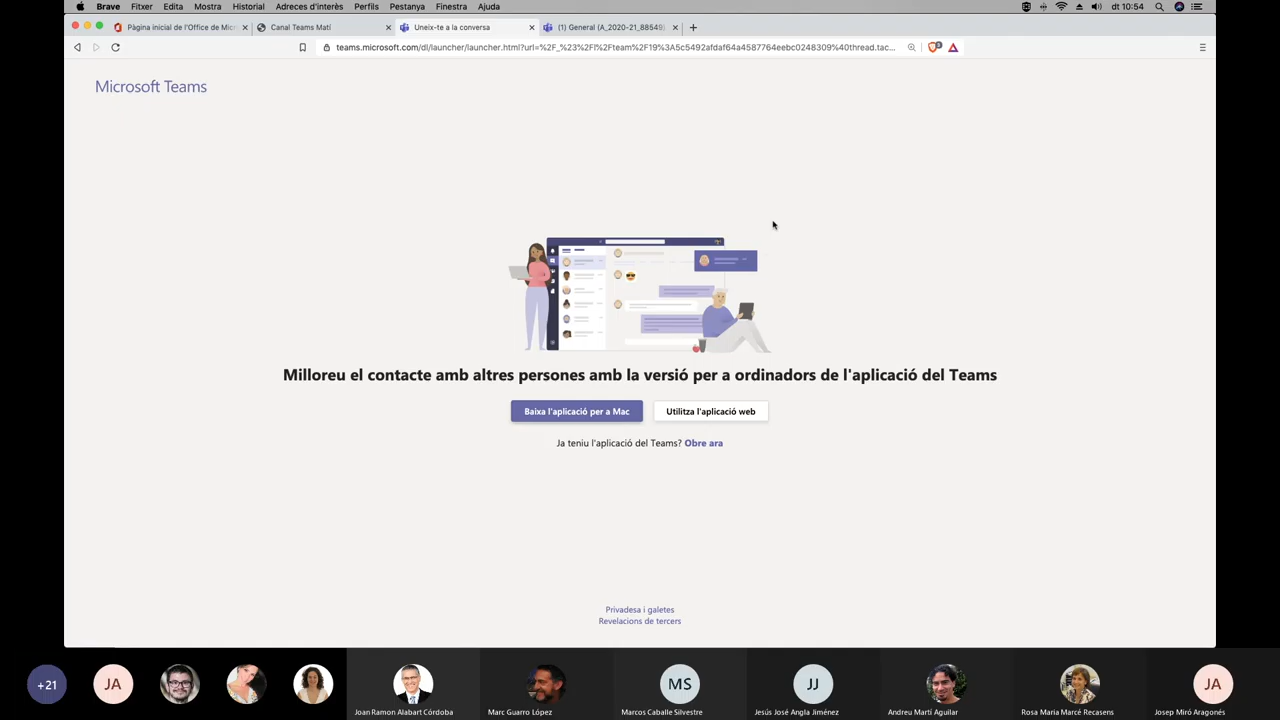 Brave Fitxer Edita Mostra Historial Adreces d'interès Perfils Pestanya Finestra Ajuda dt 10:54
Pàgina inicial de l'Office de Micr Canal Teams Matí Uneix-te a la conversa (1) General (A_2020-21_88549)
teams.microsoft.com/dl/launcher/launcher.html?url=%2F_%23%2Fl%2Fteam%2F19%3A5c5492afdaf64a4587764eebc0248309%40thread.tac...
Microsoft Teams
Milloreu el contacte amb altres persones amb la versió per a ordinadors de l'aplicació del Teams
Baixa l'aplicació per a Mac Utilitza l'aplicació web
Ja teniu l'aplicació del Teams? Obre ara
Privadesa i galetes
Revelacions de tercers
+21 JA MS JJ JA
Joan Ramon Alabart Córdoba Marc Guarro López Marcos Caballe Silvestre Jesús José Angla Jiménez Andreu Martí Aguilar Rosa Maria Marcé Recasens Josep Miró Aragonés